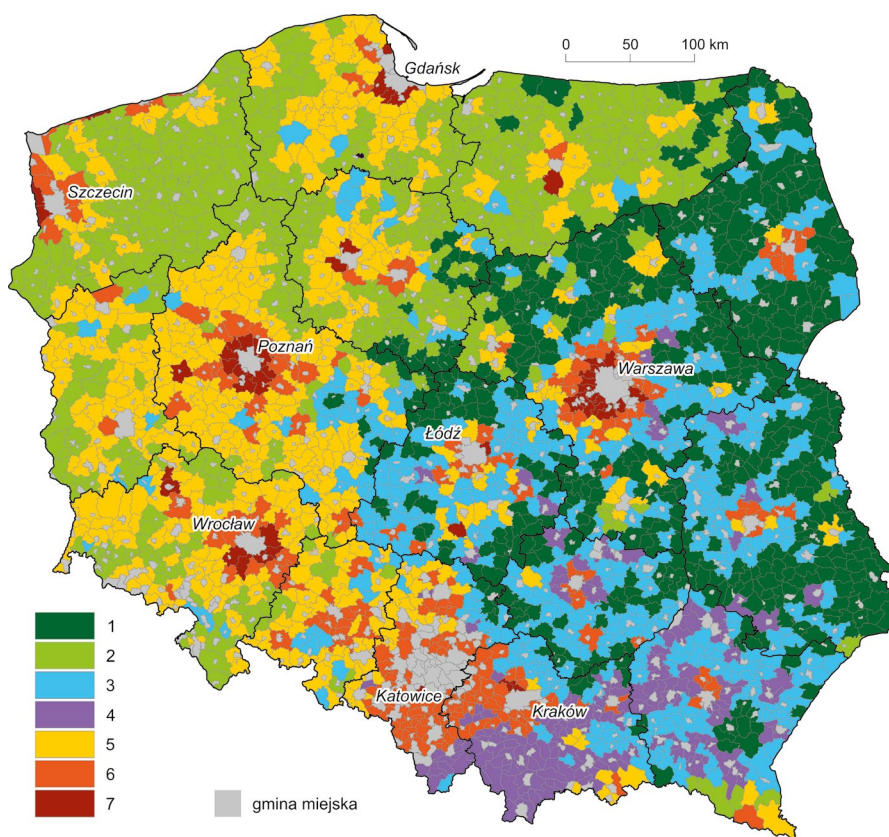 Gdańsk
0 50 100 km
Szczecin
Poznań
Warszawa
Łódź
Wrocław
Katowice
Kraków
1
2
3
4
5
6
7
gmina miejska